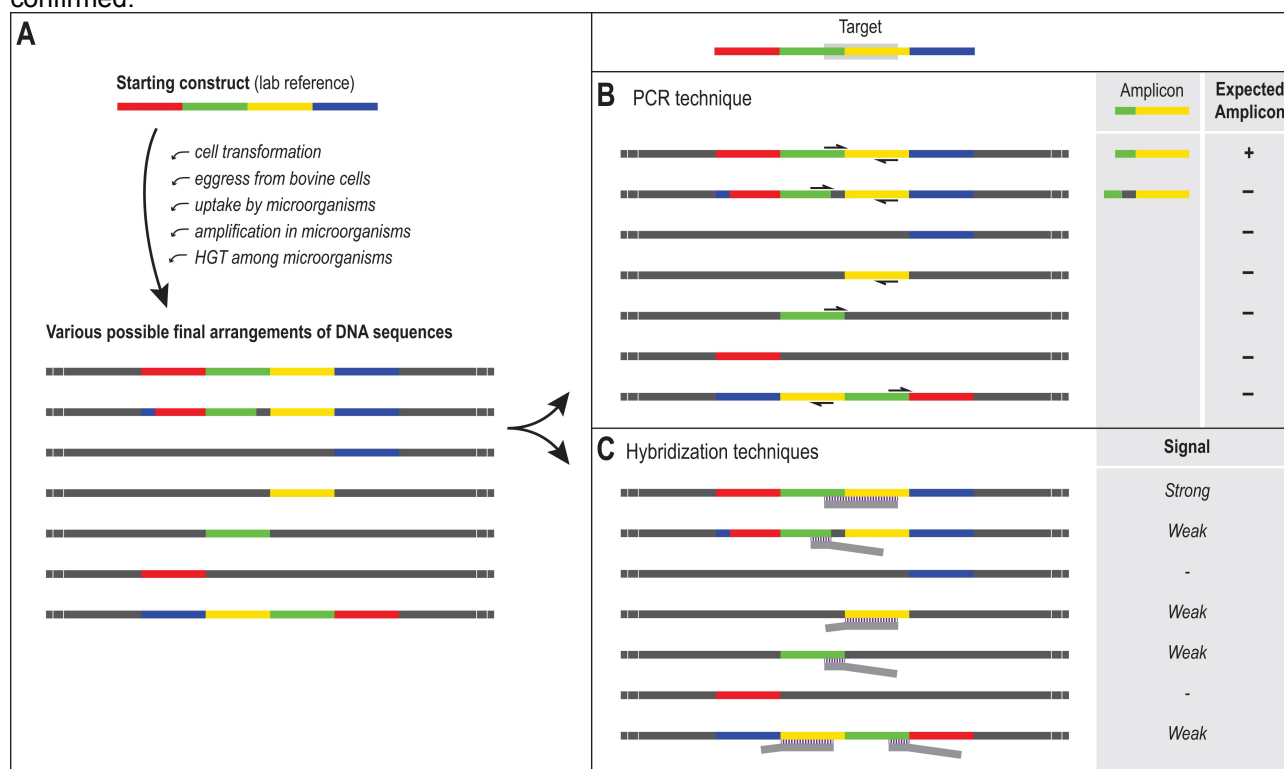 confirmed.
A
Starting construct (lab reference)
cell transformation
eggress from bovine cells
uptake by microorganisms
amplification in microorganisms
HGT among microorganisms
Various possible final arrangements of DNA sequences
Target
B PCR technique
Amplicon
Expected
Amplicon
+
−
−
−
−
−
−
C Hybridization techniques
Signal
Strong
Weak
-
Weak
Weak
-
Weak